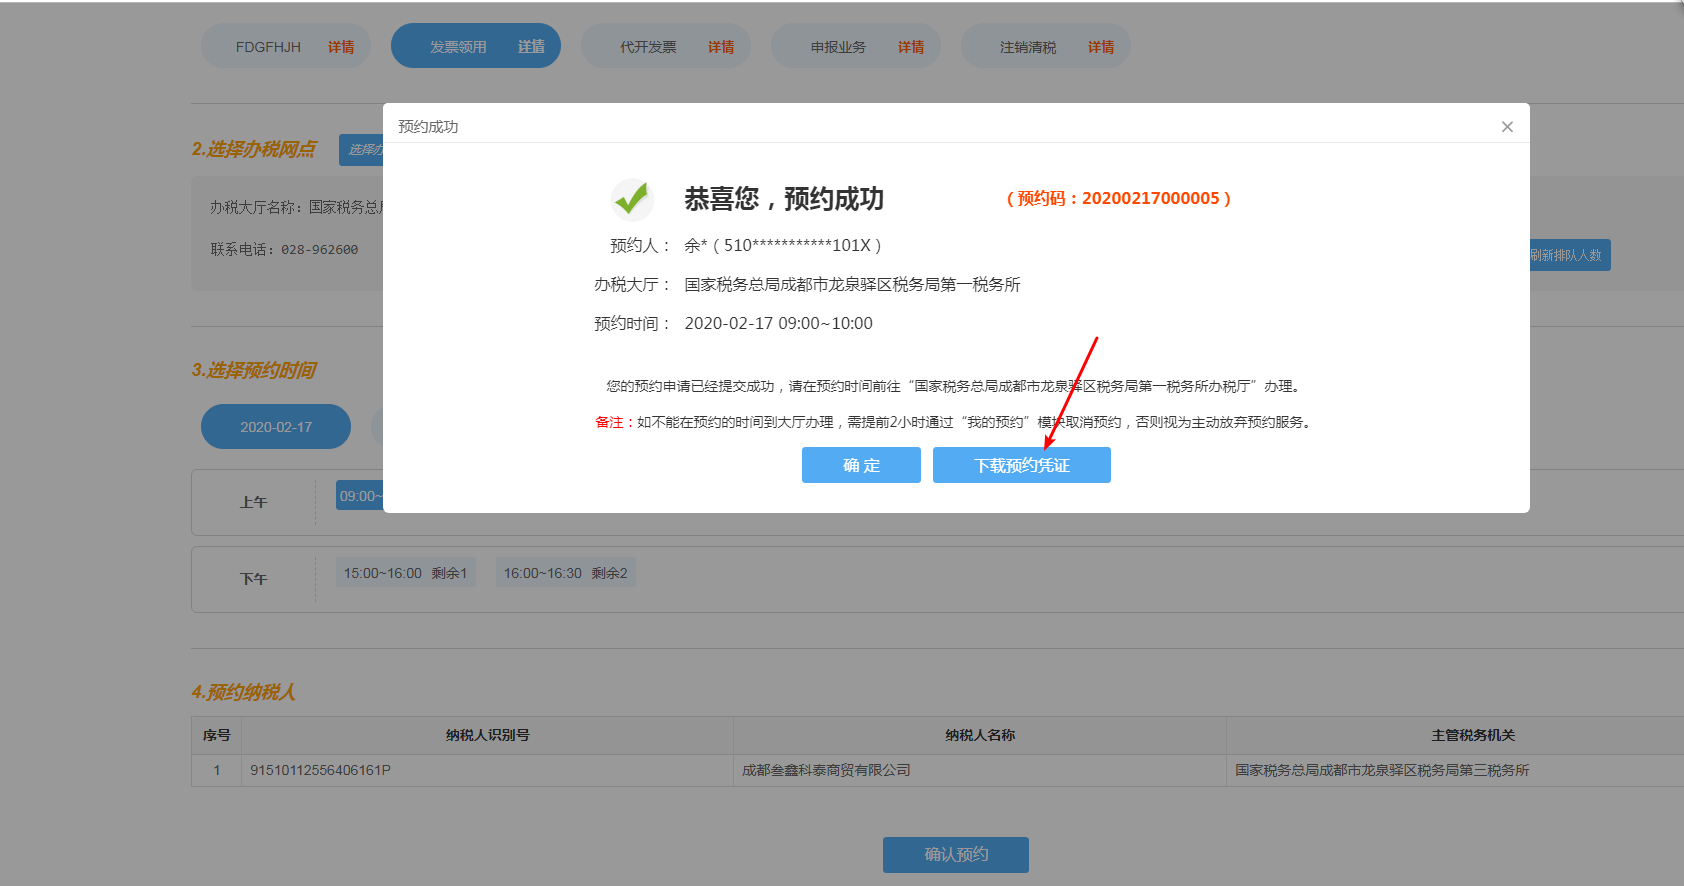 FDGFHJH 详情 发票领用 详情 代开发票 详情 申报业务 详情 注销清税 详情
预约成功
×
2.选择办税网点 选择办
恭喜您，预约成功 （预约码：20200217000005）
办税大厅名称：国家税务总
预约人： 余*（510***********101X）
联系电话：028-962600
刷新排队人数
办税大厅： 国家税务总局成都市龙泉驿区税务局第一税务所
预约时间： 2020-02-17 09:00~10:00
3.选择预约时间
您的预约申请已经提交成功，请在预约时间前往“国家税务总局成都市龙泉驿区税务局第一税务所办税厅”办理。
2020-02-17
备注：如不能在预约的时间到大厅办理，需提前2小时通过“我的预约”模块取消预约，否则视为主动放弃预约服务。
确 定 下载预约凭证
上午 09:00~
下午 15:00~16:00 剩余1 16:00~16:30 剩余2
4.预约纳税人
序号 纳税人识别号 纳税人名称 主管税务机关
1 91510112556406161P 成都叁鑫科泰商贸有限公司 国家税务总局成都市龙泉驿区税务局第三税务所
确认预约